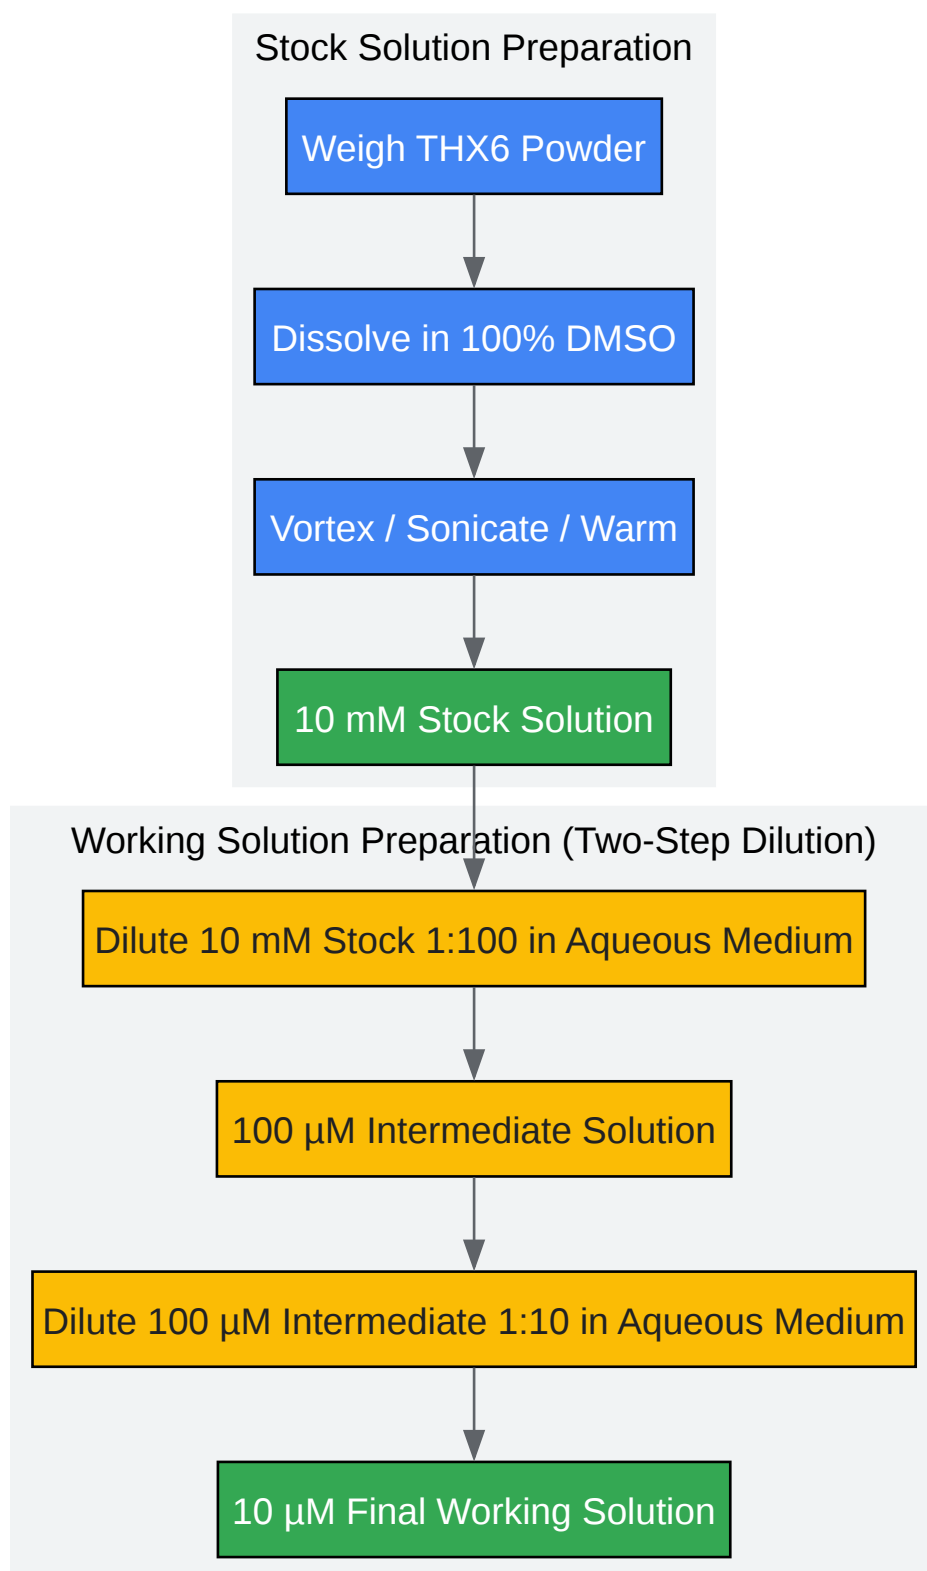 Stock Solution Preparation
Weigh THX6 Powder
Dissolve in 100% DMSO
Vortex / Sonicate / Warm
10 mM Stock Solution
Working Solution Preparation (Two-Step Dilution)
Dilute 10 mM Stock 1:100 in Aqueous Medium
100 µM Intermediate Solution
Dilute 100 µM Intermediate 1:10 in Aqueous Medium
10 µM Final Working Solution